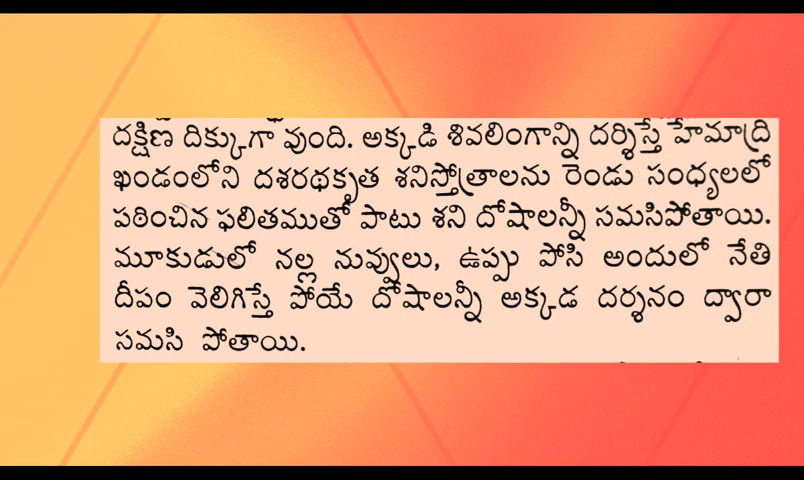 దక్షిణ దిక్కుగా వుంది. అక్కడి శివలింగాన్ని దర్శిస్తే హేమాద్రి
ఖండంలోని దశరథకృత శనిస్తోత్రాలను రెండు సంధ్యలలో
పఠించిన ఫలితముతో పాటు శని దోషాలన్నీ సమసిపోతాయి.
మూకుడులో నల్ల నువ్వులు, ఉప్పు పోసి అందులో నేతి
దీపం వెలిగిస్తే పోయే దోషాలన్నీ అక్కడ దర్శనం ద్వారా
సమసి పోతాయి.